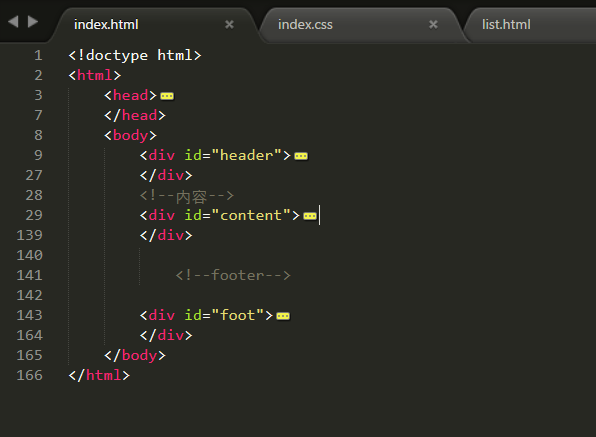 index.html × index.css × list.html
1 <!doctype html>
2 <html>
3 <head>
7 </head>
8 <body>
9 <div id="header">
27 </div>
28 <!--内容-->
29 <div id="content">
139 </div>
140
141 <!--footer-->
142
143 <div id="foot">
164 </div>
165 </body>
166 </html>